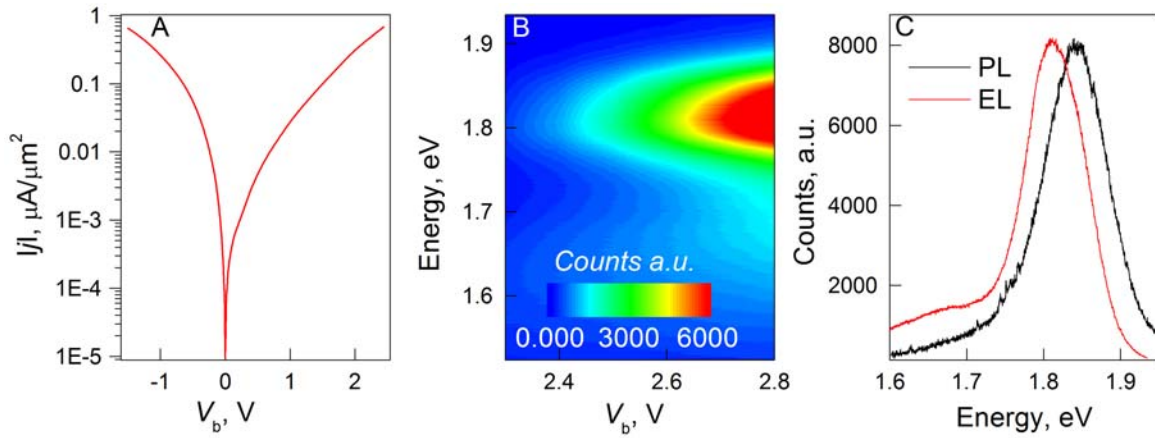 A
1
0.1
0.01
1E-3
1E-4
1E-5
IjI, μA/μm²
-1
0
1
2
V_b, V
B
1.9
1.8
1.7
1.6
Energy, eV
Counts a.u.
0.000 3000 6000
2.4
2.6
2.8
V_b, V
C
PL
EL
8000
6000
4000
2000
Counts, a.u.
1.6
1.7
1.8
1.9
Energy, eV